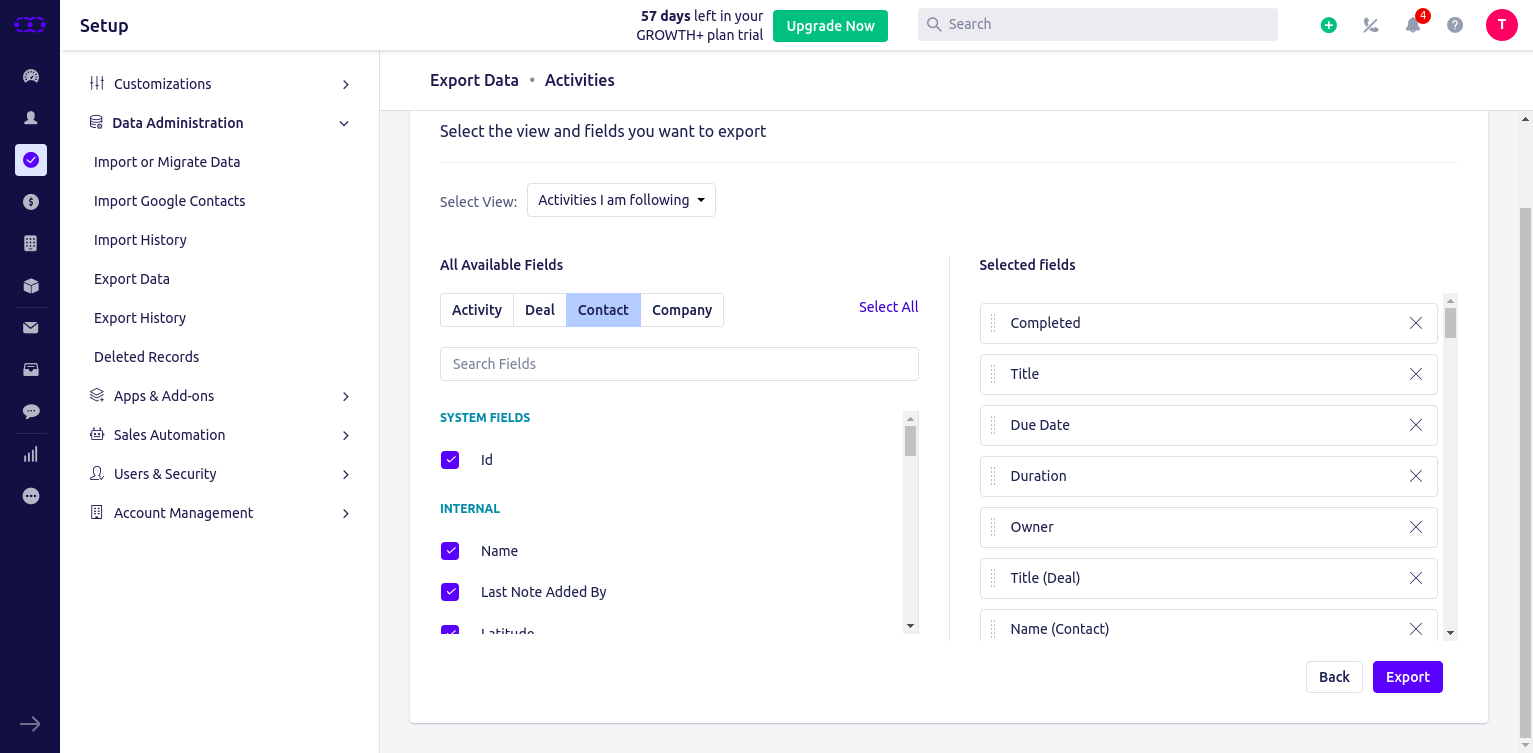 Setup
57 days left in your
GROWTH+ plan trial
Upgrade Now
Search
4
T
Customizations
Data Administration
Import or Migrate Data
Import Google Contacts
Import History
Export Data
Export History
Deleted Records
Apps & Add-ons
Sales Automation
Users & Security
Account Management
Export Data • Activities
Select the view and fields you want to export
Select View: Activities I am following
All Available Fields
Activity Deal Contact Company
Select All
Search Fields
SYSTEM FIELDS
Id
INTERNAL
Name
Last Note Added By
Latitude
Selected fields
Completed
Title
Due Date
Duration
Owner
Title (Deal)
Name (Contact)
Back
Export